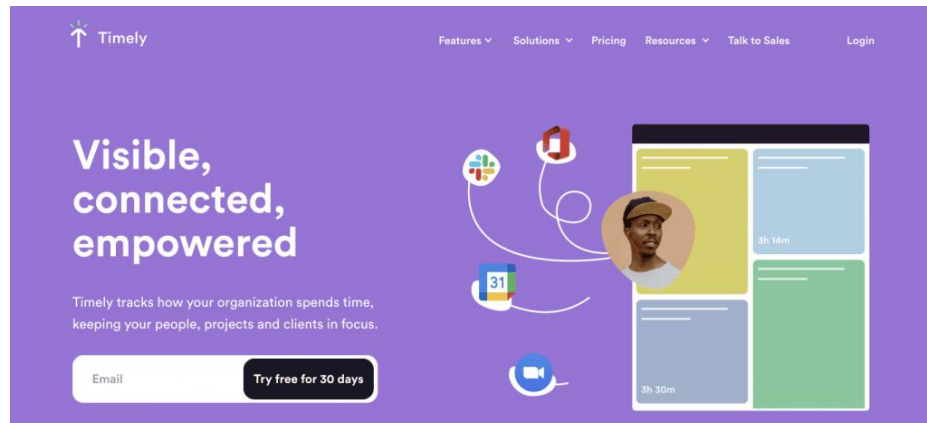 Timely
Features
Solutions
Pricing
Resources
Talk to Sales
Login
Visible,
connected,
empowered
Timely tracks how your organization spends time,
keeping your people, projects and clients in focus.
Email
Try free for 30 days
31
3h 14m
3h 30m